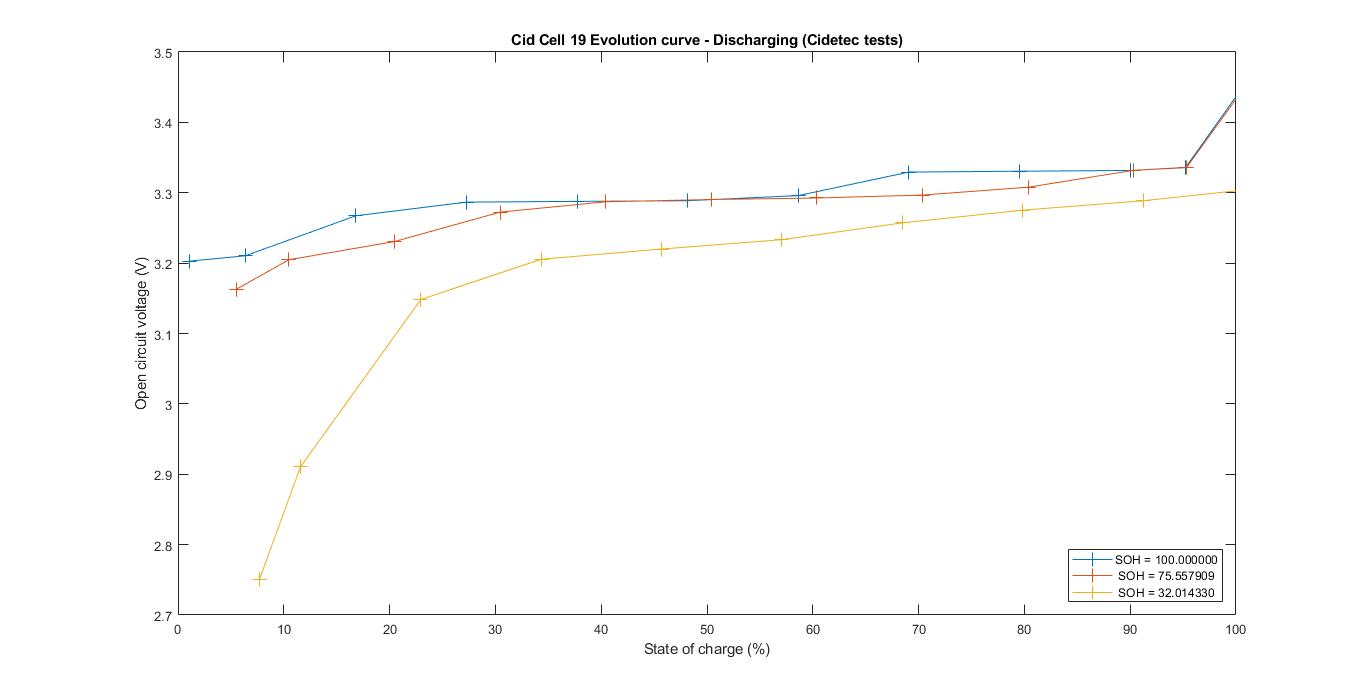 Cid Cell 19 Evolution curve - Discharging (Cidetec tests)
3.5
3.4
3.3
3.2
3.1
3
2.9
2.8
2.7
Open circuit voltage (V)
0 10 20 30 40 50 60 70 80 90 100
State of charge (%)
SOH = 100.000000
SOH = 75.557909
SOH = 32.014330